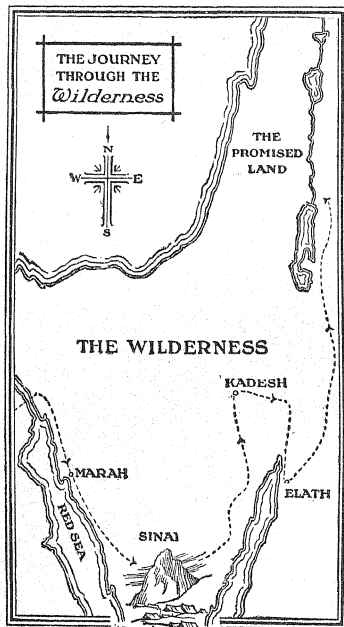 THE JOURNEY
THROUGH THE
Wilderness
N
W E
S
THE
PROMISED
LAND
THE WILDERNESS
KADESH
MARAH
ELATH
RED SEA
SINAI